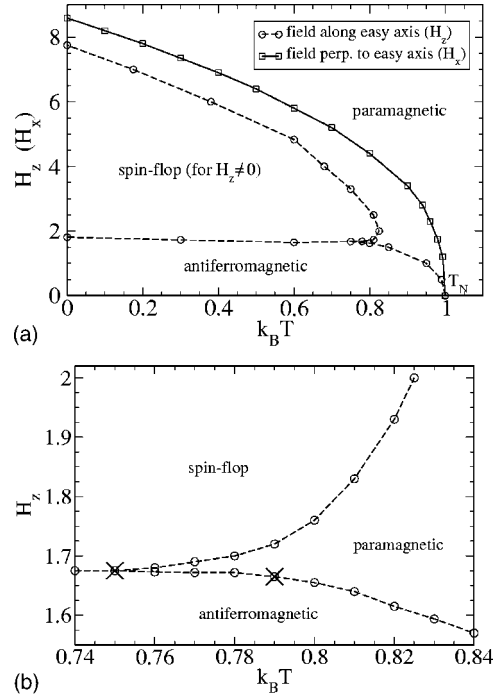 field along easy axis (H_z)
field perp. to easy axis (H_x)
paramagnetic
spin-flop (for H_z≠0)
antiferromagnetic
T_N
H_z (H_x)
8
6
4
2
0
0 0.2 0.4 0.6 0.8 1
k_BT
(a)
2
1.9
1.8
1.7
1.6
H_z
spin-flop
paramagnetic
antiferromagnetic
0.74 0.76 0.78 0.8 0.82 0.84
k_BT
(b)